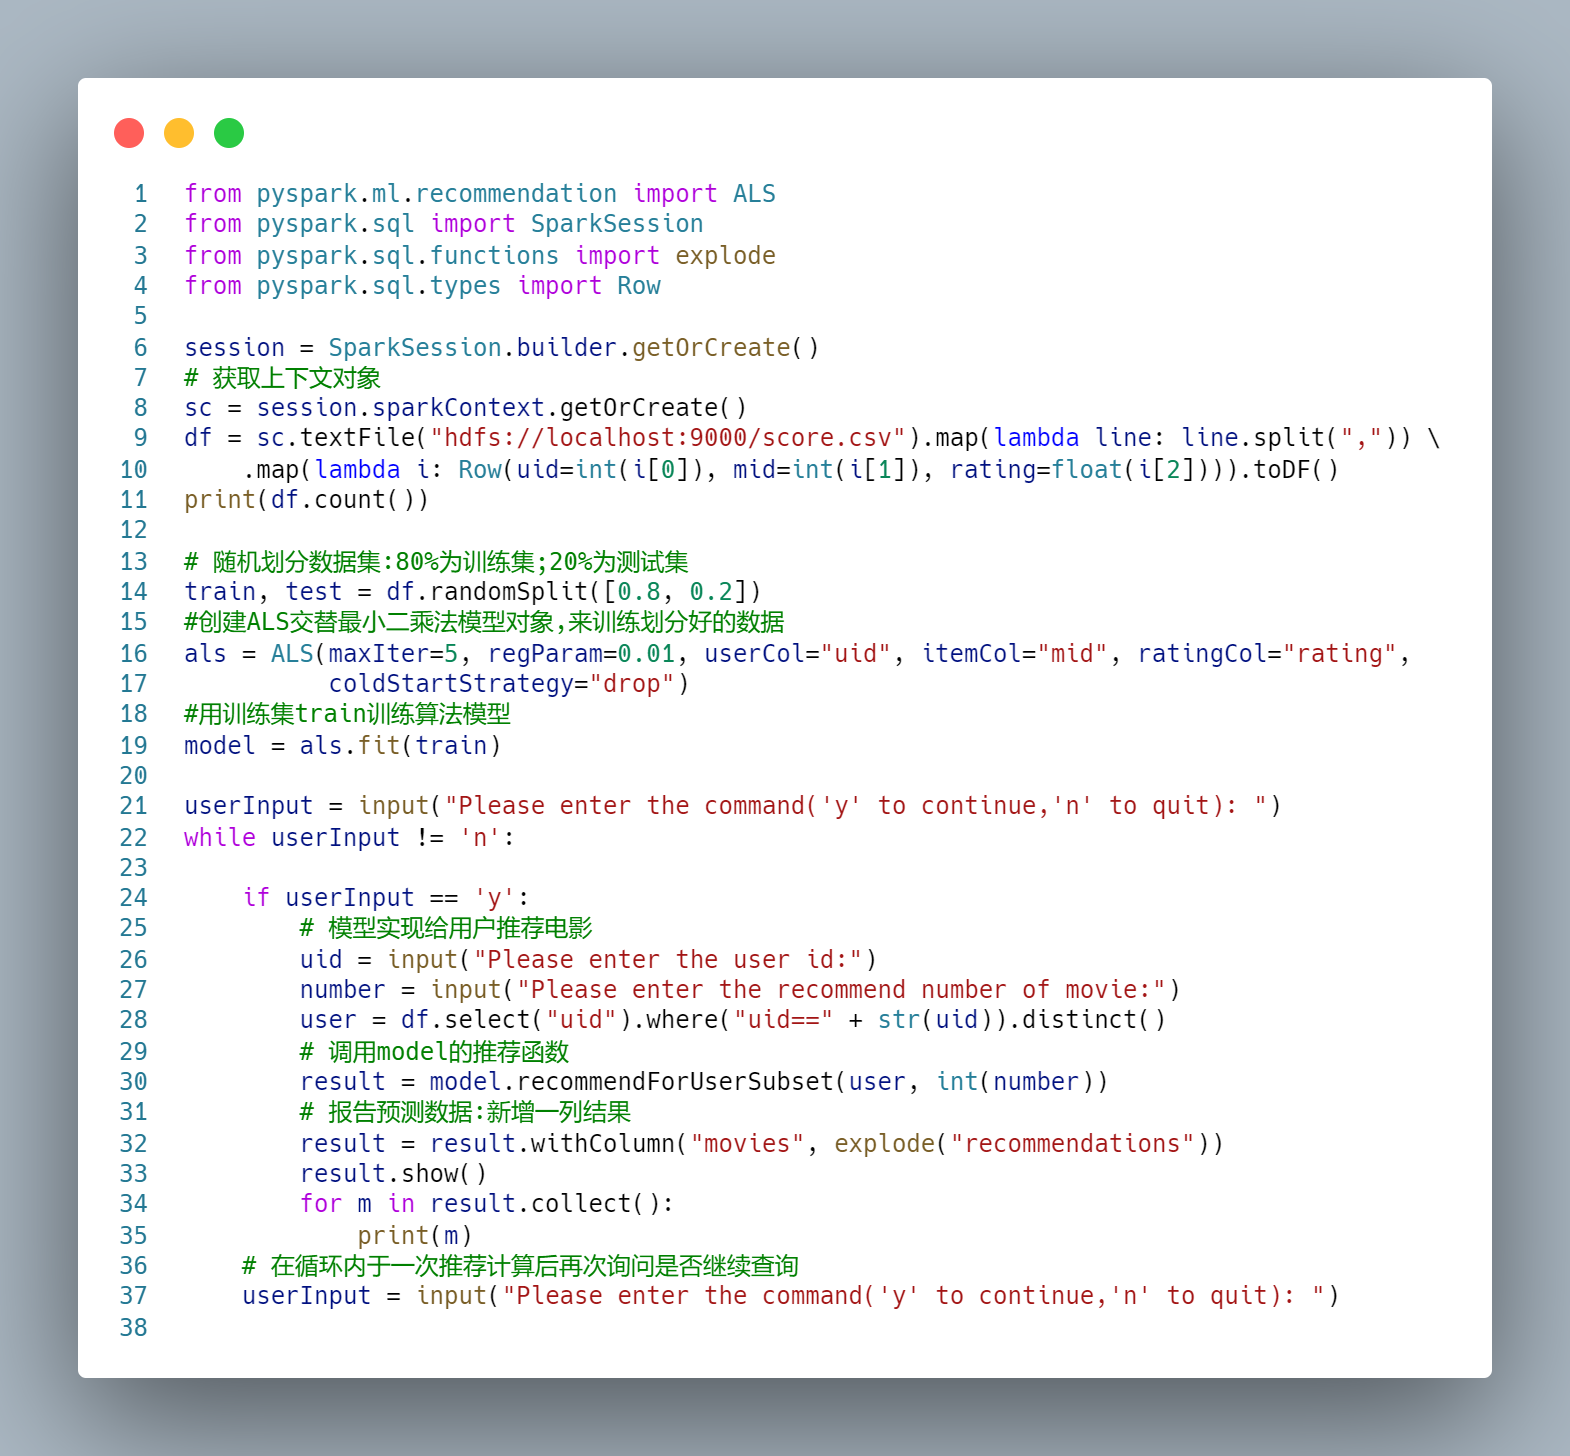 1 from pyspark.ml.recommendation import ALS
2 from pyspark.sql import SparkSession
3 from pyspark.sql.functions import explode
4 from pyspark.sql.types import Row
5
6 session = SparkSession.builder.getOrCreate()
7 # 获取上下文对象
8 sc = session.sparkContext.getOrCreate()
9 df = sc.textFile("hdfs://localhost:9000/score.csv").map(lambda line: line.split(",")) \
10     .map(lambda i: Row(uid=int(i[0]), mid=int(i[1]), rating=float(i[2]))).toDF()
11 print(df.count())
12
13 # 随机划分数据集:80%为训练集;20%为测试集
14 train, test = df.randomSplit([0.8, 0.2])
15 #创建ALS交替最小二乘法模型对象,来训练划分好的数据
16 als = ALS(maxIter=5, regParam=0.01, userCol="uid", itemCol="mid", ratingCol="rating",
17           coldStartStrategy="drop")
18 #用训练集train训练算法模型
19 model = als.fit(train)
20
21 userInput = input("Please enter the command('y' to continue,'n' to quit): ")
22 while userInput != 'n':
23
24     if userInput == 'y':
25         # 模型实现给用户推荐电影
26         uid = input("Please enter the user id:")
27         number = input("Please enter the recommend number of movie:")
28         user = df.select("uid").where("uid==" + str(uid)).distinct()
29         # 调用model的推荐函数
30         result = model.recommendForUserSubset(user, int(number))
31         # 报告预测数据:新增一列结果
32         result = result.withColumn("movies", explode("recommendations"))
33         result.show()
34         for m in result.collect():
35             print(m)
36     # 在循环内于一次推荐计算后再次询问是否继续查询
37     userInput = input("Please enter the command('y' to continue,'n' to quit): ")
38